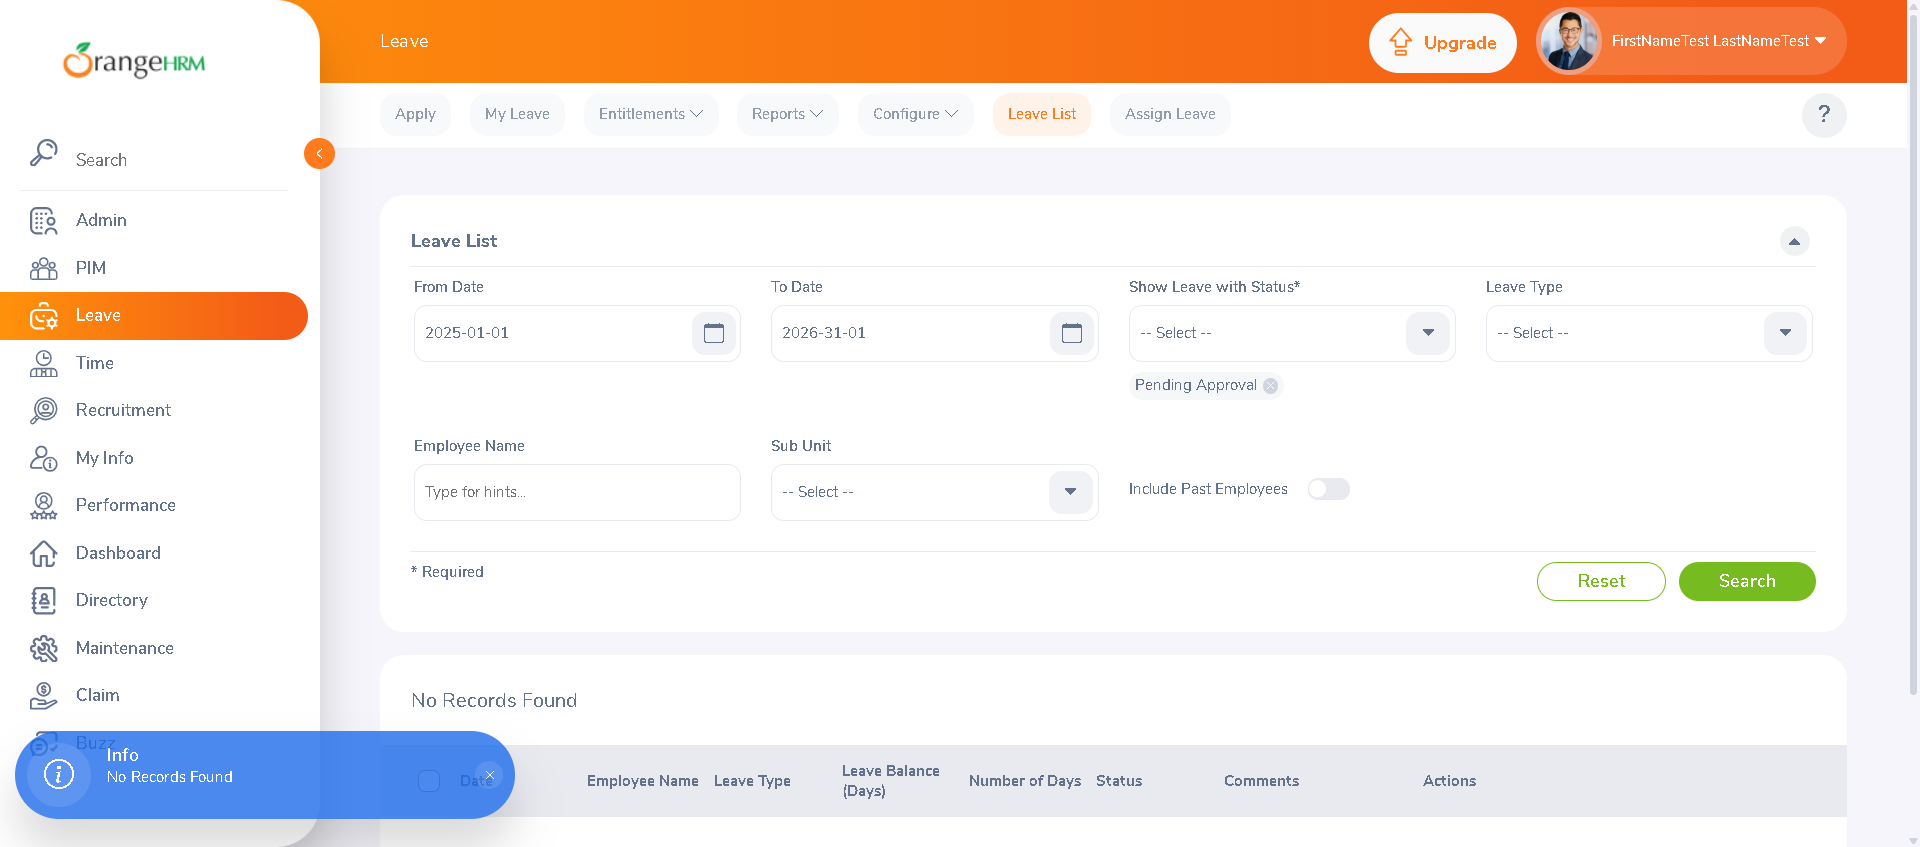 OrangeHRM
Leave
Upgrade
FirstNameTest LastNameTest
Apply
My Leave
Entitlements
Reports
Configure
Leave List
Assign Leave
?
Search
Admin
PIM
Leave
Time
Recruitment
My Info
Performance
Dashboard
Directory
Maintenance
Claim
Buzz
Leave List
From Date
To Date
Show Leave with Status*
Leave Type
2025-01-01
2026-31-01
-- Select --
-- Select --
Pending Approval
Employee Name
Sub Unit
Type for hints...
-- Select --
Include Past Employees
* Required
Reset
Search
No Records Found
Date
Employee Name
Leave Type
Leave Balance
(Days)
Number of Days
Status
Comments
Actions
Info
No Records Found